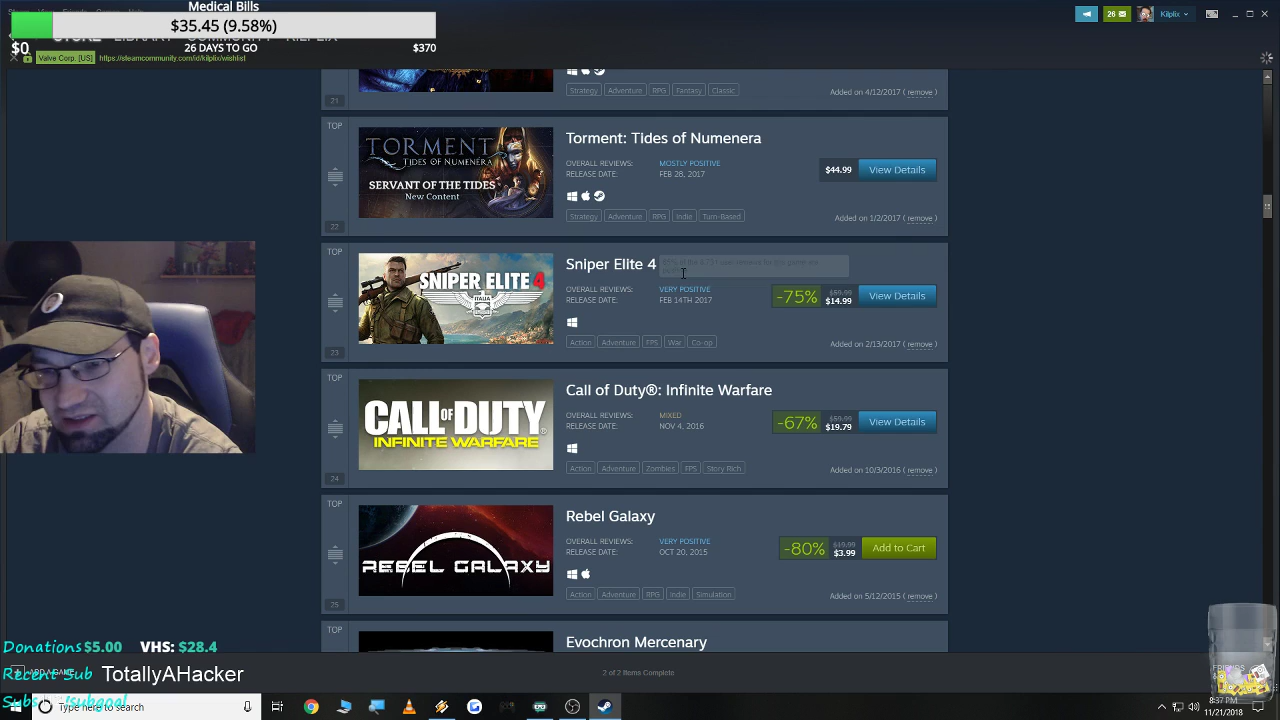 Medical Bills
$35.45 (9.58%)
$0
26 DAYS TO GO
$370
26
Kilplix
Valve Corp. [US]
https://steamcommunity.com/id/kilplix/wishlist
Strategy Adventure RPG Fantasy Classic
21
Added on 4/12/2017 ( remove )
TOP
TORMENT
TIDES OF NUMENERA
SERVANT OF THE TIDES
New Content
Torment: Tides of Numenera
OVERALL REVIEWS: MOSTLY POSITIVE
RELEASE DATE: FEB 28, 2017
$44.99
View Details
Strategy Adventure RPG Indie Turn-Based
22
Added on 1/2/2017 ( remove )
TOP
SNIPER ELITE 4
ITALIA
Sniper Elite 4
OVERALL REVIEWS: VERY POSITIVE
RELEASE DATE: FEB 14TH 2017
-75%
$59.99
$14.99
View Details
Action Adventure FPS War Co-op
23
Added on 2/13/2017 ( remove )
TOP
CALL OF DUTY
INFINITE WARFARE
Call of Duty®: Infinite Warfare
OVERALL REVIEWS: MIXED
RELEASE DATE: NOV 4, 2016
-67%
$59.99
$19.79
View Details
Action Adventure Zombies FPS Story Rich
24
Added on 10/3/2016 ( remove )
TOP
REBEL GALAXY
Rebel Galaxy
OVERALL REVIEWS: VERY POSITIVE
RELEASE DATE: OCT 20, 2015
-80%
$19.99
$3.99
Add to Cart
Action Adventure RPG Indie Simulation
25
Added on 5/12/2015 ( remove )
TOP
Evochron Mercenary
Donations $5.00
VHS: $28.4
ADD A GAME
2 of 2 Items Complete
Recent Sub
TotallyAHacker
Subs !subgoal
Type here to search
8:37 PM
11/21/2018